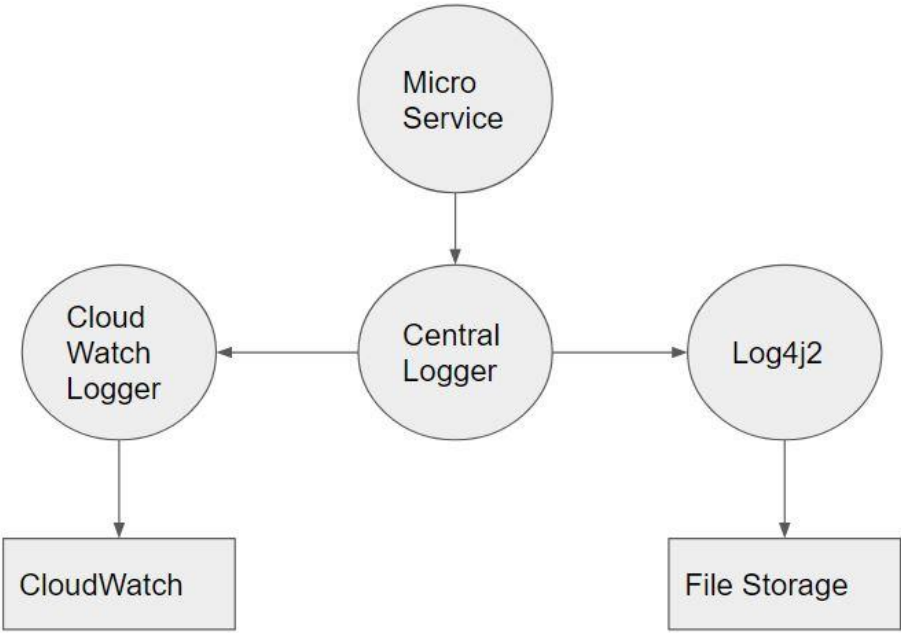 Micro
Service
Cloud
Watch
Logger
Central
Logger
Log4j2
CloudWatch
File Storage